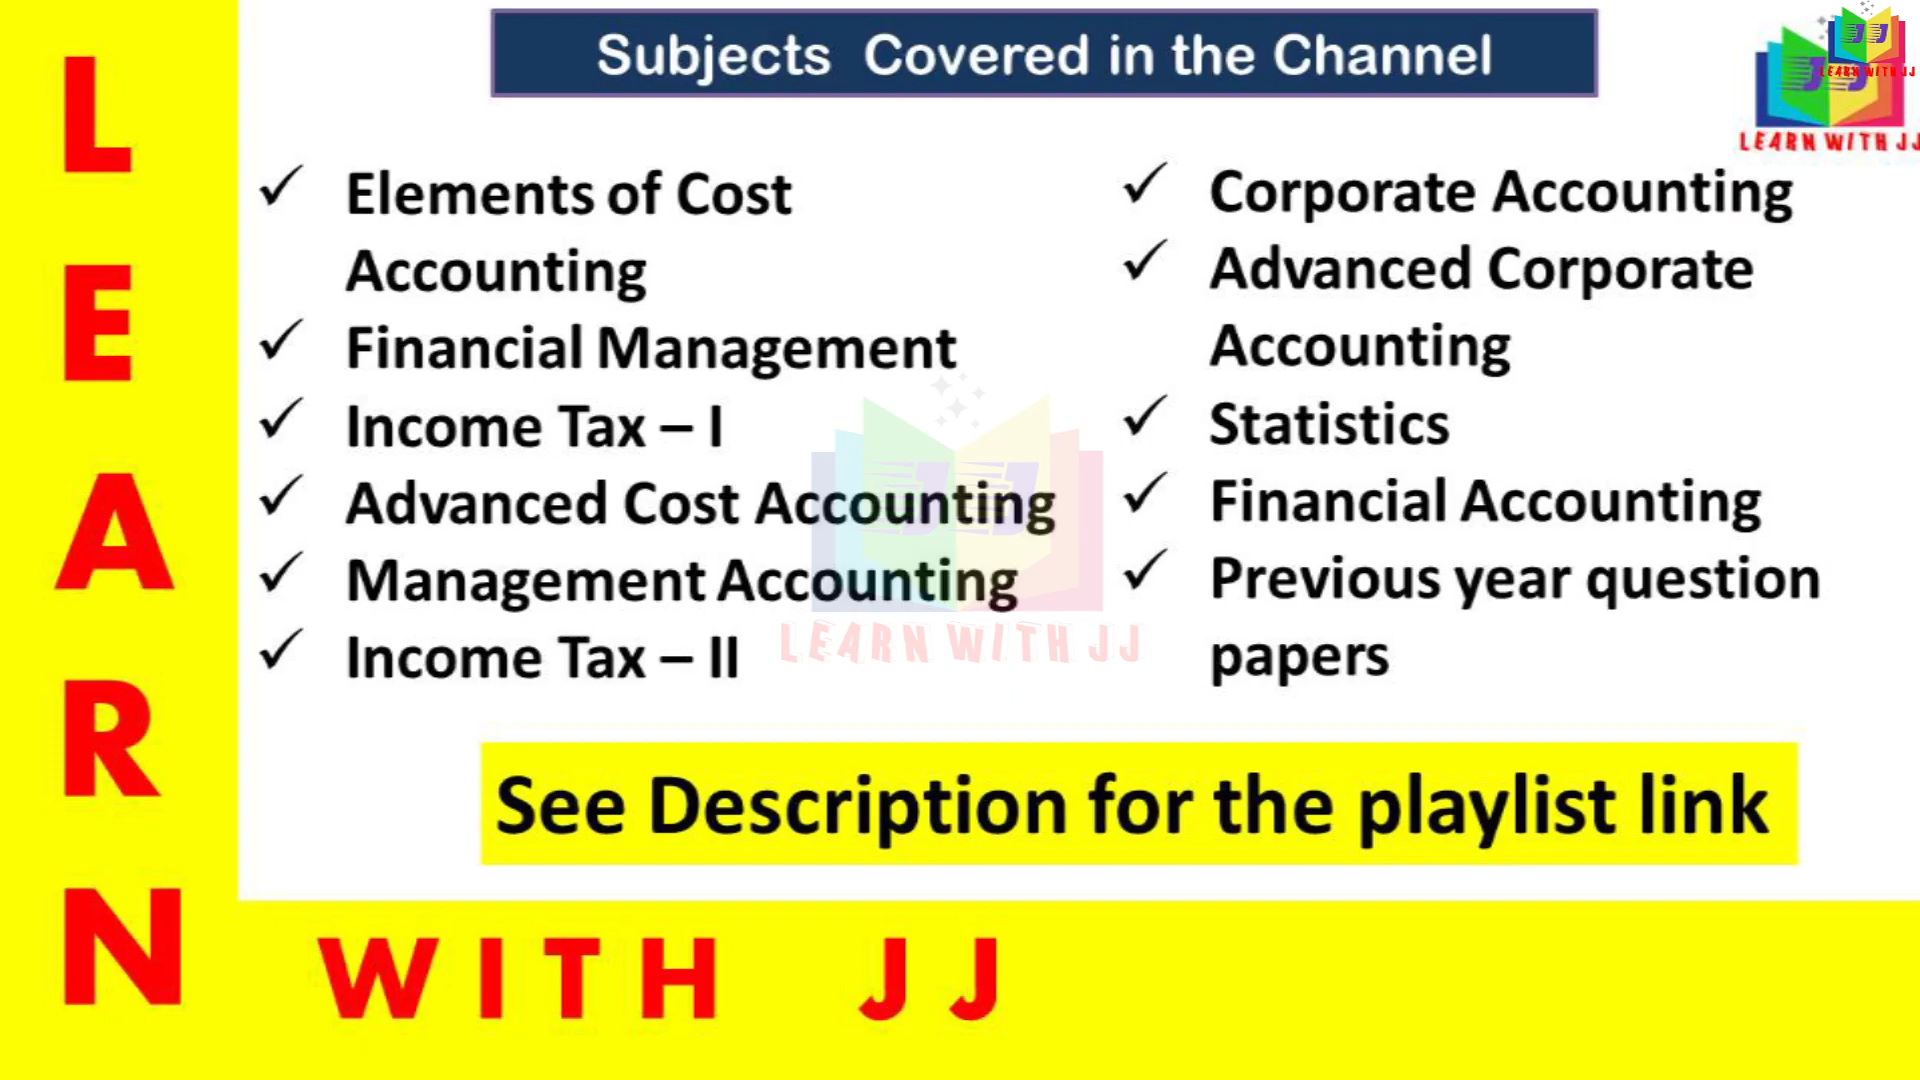 Subjects Covered in the Channel
LEARN WITH JJ
LEARN WITH JJ
Elements of Cost
Accounting
Financial Management
Income Tax – I
Advanced Cost Accounting
Management Accounting
Income Tax – II
Corporate Accounting
Advanced Corporate
Accounting
Statistics
Financial Accounting
Previous year question
papers
LEARN WITH JJ
See Description for the playlist link
L
E
A
R
N
WITH JJ